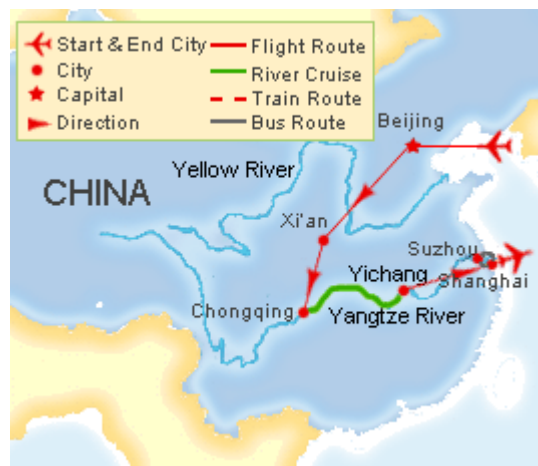 Start & End City
City
Capital
Direction
Flight Route
River Cruise
Train Route
Bus Route
Beijing
Yellow River
CHINA
Xi'an
Suzhou
Shanghai
Yichang
Chongqing
Yangtze River